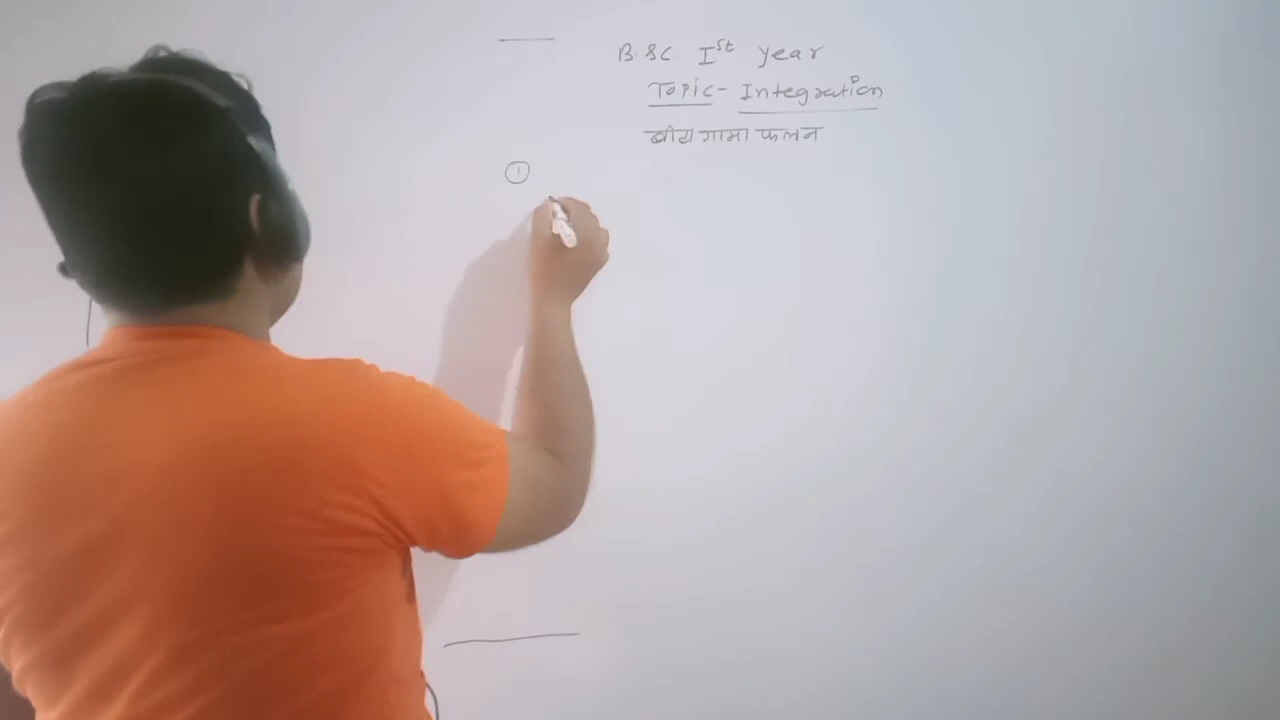 B.SC Ist year
Topic- Integration
बीटा गामा फलन
①